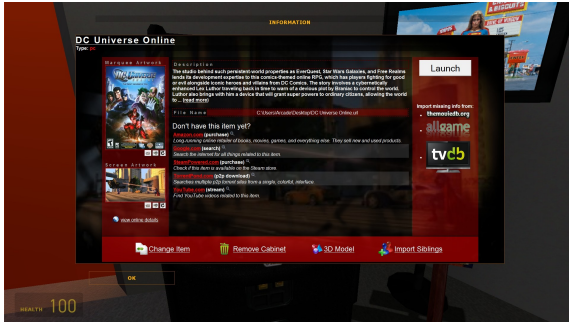 INFORMATION
DC Universe Online
Type: pc
Marquee Artwork
Description
The studio behind such persistent-world properties as EverQuest, Star Wars Galaxies, and Free Realms
lends its development expertise to this comics-themed online RPG, which has players fighting for good
or evil alongside iconic heroes and villains from DC Comics. The story involves a cybernetically
enhanced Lex Luthor traveling back in time to warn of a devious plot by Brainiac to control the world.
Luthor also brings with him a device that will grant super powers to ordinary citizens, allowing the world
to ... (read more)
Launch
File Name
C:\Users\Arcade\Desktop\DC Universe Online.url
Don't have this item yet?
Amazon.com (purchase)
Long-running online retailer of books, movies, games, and everything else. They sell new and used products.
(search)
Search the internet for all things related to this item.
SteamPowered.com (purchase)
Check if this item is available on the Steam store.
(p2p download)
Searches multiple p2p torrent sites from a single, colorful, interface.
YouTube.com (stream)
Find YouTube videos related to this item.
Import missing info from:
themoviedb.org
allgame
tvdb
Screen Artwork
view online details
Change Item
Remove Cabinet
3D Model
Import Siblings
OK
HEALTH 100